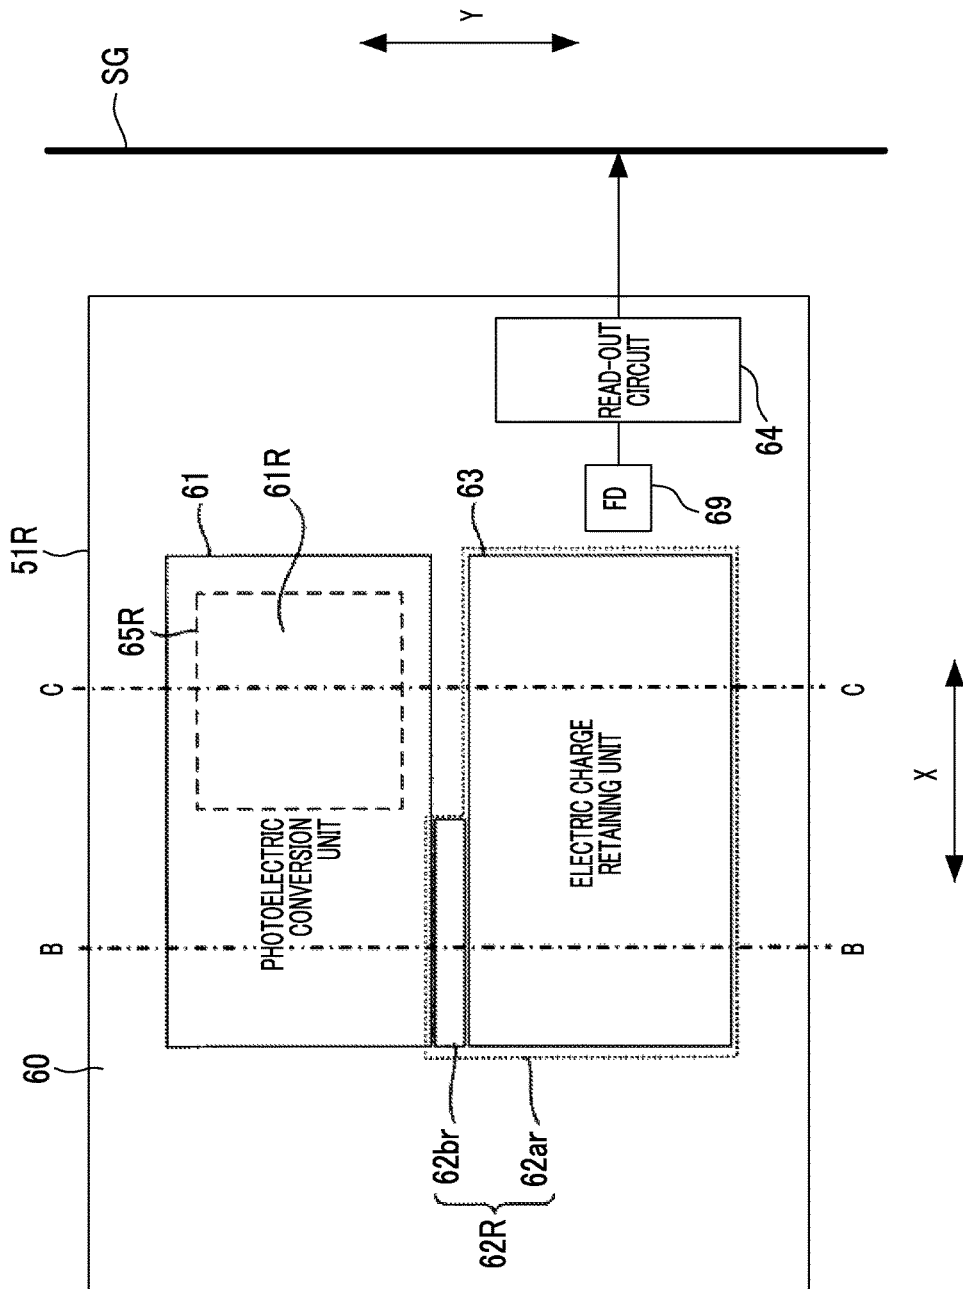 Y
SG
READ-OUT
CIRCUIT
64
FD
69
61
61R
63
51R
65R
C
C
X
PHOTOELECTRIC
CONVERSION
UNIT
ELECTRIC CHARGE
RETAINING UNIT
B
B
60
62br
62ar
62R